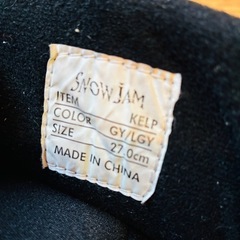 SNOWJAM
ITEM KELP
COLOR GY/LGY
SIZE 27.0cm
MADE IN CHINA